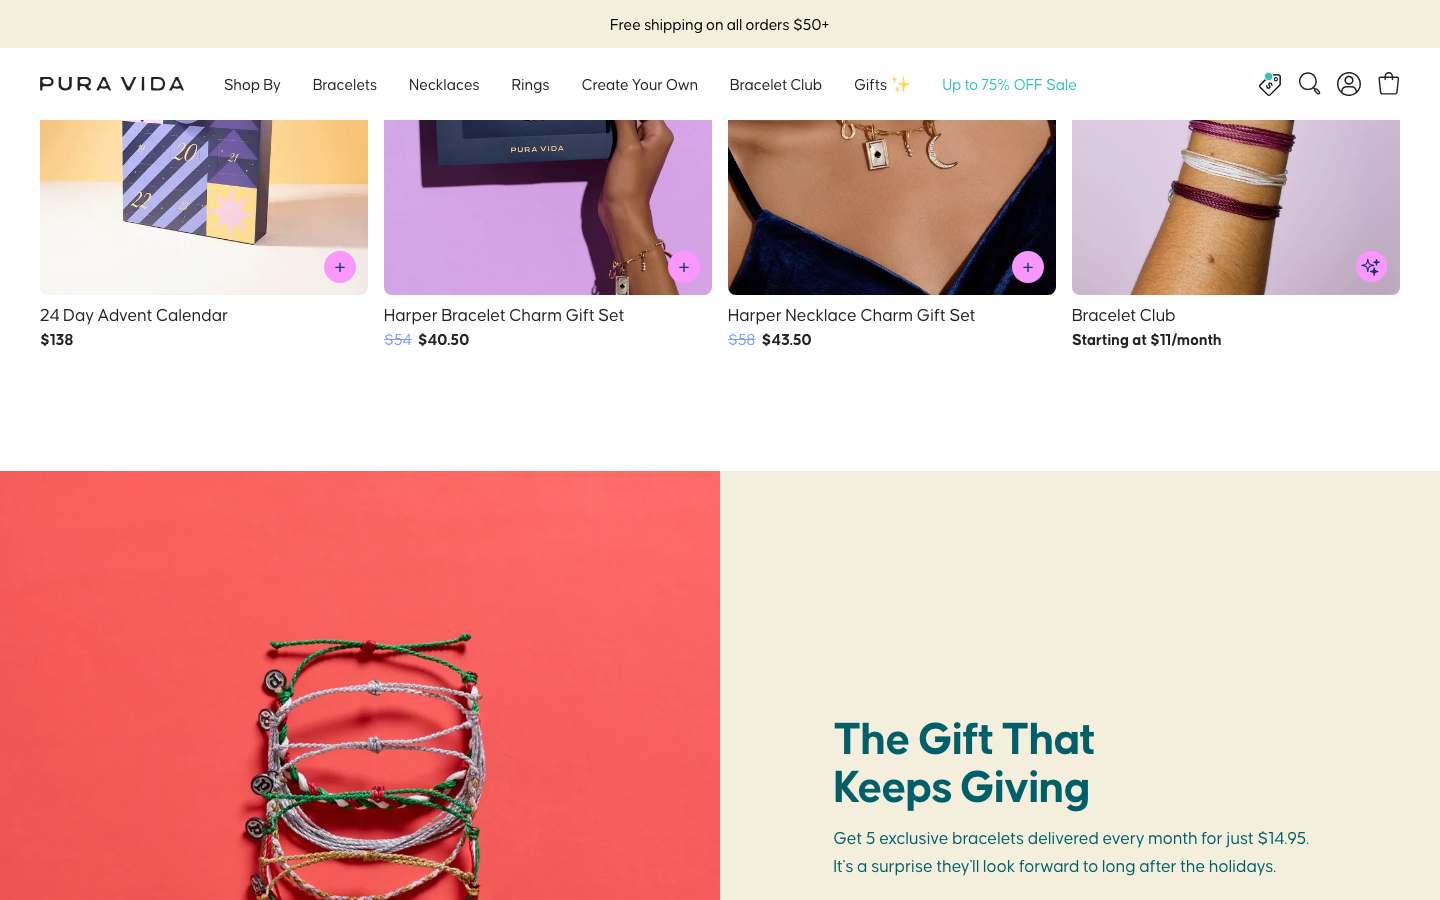 Free shipping on all orders $50+
PURA VIDA
Shop By
Bracelets
Necklaces
Rings
Create Your Own
Bracelet Club
Gifts ✨
Up to 75% OFF Sale
20
21
22
PURA VIDA
24 Day Advent Calendar
$138
Harper Bracelet Charm Gift Set
$54 $40.50
Harper Necklace Charm Gift Set
$58 $43.50
Bracelet Club
Starting at $11/month
The Gift That
Keeps Giving
Get 5 exclusive bracelets delivered every month for just $14.95.
It's a surprise they'll look forward to long after the holidays.